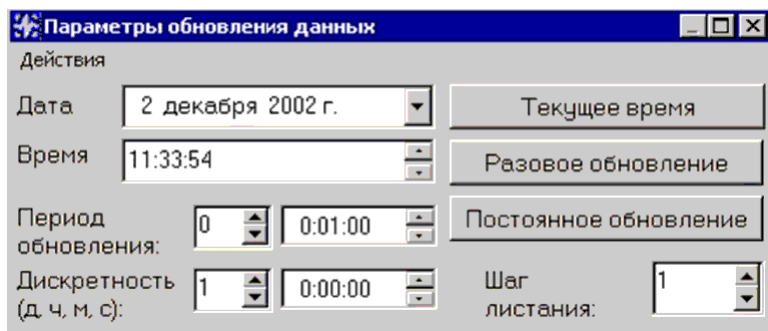 Параметры обновления данных
Действия
Дата 2 декабря 2002 г. Текущее время
Время 11:33:54 Разовое обновление
Период обновления: 0 0:01:00 Постоянное обновление
Дискретность (д, ч, м, с): 1 0:00:00 Шаг листания: 1